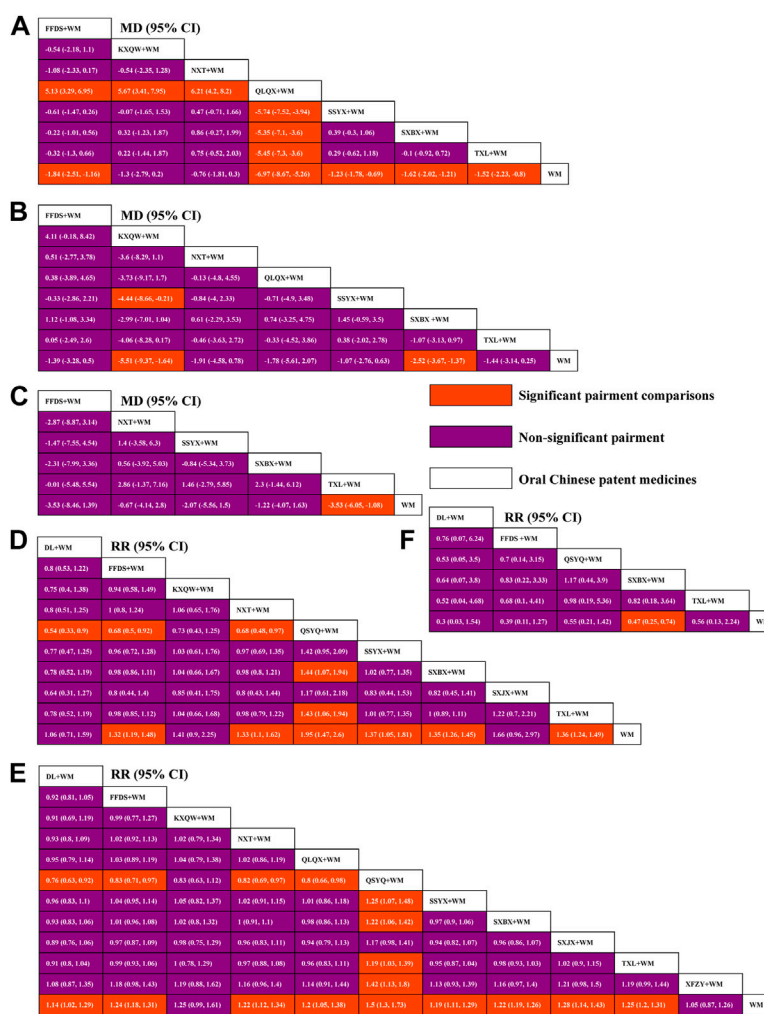 A MD (95% CI)
FFDS+WM
-0.54 (-2.18, 1.1) KXQW+WM
-1.08 (-2.33, 0.17) -0.54 (-2.35, 1.28) NXT+WM
5.13 (3.29, 6.95) 5.67 (3.41, 7.95) 6.21 (4.2, 8.2) QLQX+WM
-0.61 (-1.47, 0.26) -0.07 (-1.65, 1.53) 0.47 (-0.71, 1.66) -5.74 (-7.52, -3.94) SSYX+WM
-0.22 (-1.01, 0.56) 0.32 (-1.23, 1.87) 0.86 (-0.27, 1.99) -5.35 (-7.1, -3.6) 0.39 (-0.3, 1.06) SXBX+WM
-0.32 (-1.3, 0.66) 0.22 (-1.44, 1.87) 0.75 (-0.52, 2.03) -5.45 (-7.3, -3.6) 0.29 (-0.62, 1.18) -0.1 (-0.92, 0.72) TXL+WM
-1.84 (-2.51, -1.16) -1.3 (-2.79, 0.2) -0.76 (-1.81, 0.3) -6.97 (-8.67, -5.26) -1.23 (-1.78, -0.69) -1.62 (-2.02, -1.21) -1.52 (-2.23, -0.8) WM
B MD (95% CI)
FFDS+WM
4.11 (-0.18, 8.42) KXQW+WM
0.51 (-2.77, 3.78) -3.6 (-8.29, 1.1) NXT+WM
0.38 (-3.89, 4.65) -3.73 (-9.17, 1.7) -0.13 (-4.8, 4.55) QLQX+WM
-0.33 (-2.86, 2.21) -4.44 (-8.66, -0.21) -0.84 (-4, 2.33) -0.71 (-4.9, 3.48) SSYX+WM
1.12 (-1.08, 3.34) -2.99 (-7.01, 1.04) 0.61 (-2.29, 3.53) 0.74 (-3.25, 4.75) 1.45 (-0.59, 3.5) SXBX +WM
0.05 (-2.49, 2.6) -4.06 (-8.28, 0.17) -0.46 (-3.63, 2.72) -0.33 (-4.52, 3.86) 0.38 (-2.02, 2.78) -1.07 (-3.13, 0.97) TXL+WM
-1.39 (-3.28, 0.5) -5.51 (-9.37, -1.64) -1.91 (-4.58, 0.78) -1.78 (-5.61, 2.07) -1.07 (-2.76, 0.63) -2.52 (-3.67, -1.37) -1.44 (-3.14, 0.25) WM
C MD (95% CI)
FFDS+WM
-2.87 (-8.87, 3.14) NXT+WM
-1.47 (-7.55, 4.54) 1.4 (-3.58, 6.3) SSYX+WM
-2.31 (-7.99, 3.36) 0.56 (-3.92, 5.03) -0.84 (-5.34, 3.73) SXBX+WM
-0.01 (-5.48, 5.54) 2.86 (-1.37, 7.16) 1.46 (-2.79, 5.85) 2.3 (-1.44, 6.12) TXL+WM
-3.53 (-8.46, 1.39) -0.67 (-4.14, 2.8) -2.07 (-5.56, 1.5) -1.22 (-4.07, 1.63) -3.53 (-6.05, -1.08) WM
Significant pairment comparisons
Non-significant pairment
Oral Chinese patent medicines
D RR (95% CI)
DL+WM
0.8 (0.53, 1.22) FFDS+WM
0.75 (0.4, 1.38) 0.94 (0.58, 1.49) KXQW+WM
0.8 (0.51, 1.25) 1 (0.8, 1.24) 1.06 (0.65, 1.76) NXT+WM
0.54 (0.33, 0.9) 0.68 (0.5, 0.92) 0.73 (0.43, 1.25) 0.68 (0.48, 0.97) QSYQ+WM
0.77 (0.47, 1.25) 0.96 (0.72, 1.28) 1.03 (0.61, 1.76) 0.97 (0.69, 1.35) 1.42 (0.95, 2.09) SSYX+WM
0.78 (0.52, 1.19) 0.98 (0.86, 1.11) 1.04 (0.66, 1.67) 0.98 (0.8, 1.21) 1.44 (1.07, 1.94) 1.02 (0.77, 1.35) SXBX+WM
0.64 (0.31, 1.27) 0.8 (0.44, 1.4) 0.85 (0.41, 1.75) 0.8 (0.43, 1.44) 1.17 (0.61, 2.18) 0.83 (0.44, 1.53) 0.82 (0.45, 1.41) SXJX+WM
0.78 (0.52, 1.19) 0.98 (0.85, 1.12) 1.04 (0.66, 1.68) 0.98 (0.79, 1.22) 1.43 (1.06, 1.94) 1.01 (0.77, 1.35) 1 (0.89, 1.11) 1.22 (0.7, 2.21) TXL+WM
1.06 (0.71, 1.59) 1.32 (1.19, 1.48) 1.41 (0.9, 2.25) 1.33 (1.1, 1.62) 1.95 (1.47, 2.6) 1.37 (1.05, 1.81) 1.35 (1.26, 1.45) 1.66 (0.96, 2.97) 1.36 (1.24, 1.49) WM
F RR (95% CI)
DL+WM
0.76 (0.07, 6.24) FFDS +WM
0.53 (0.05, 3.5) 0.7 (0.14, 3.15) QSYQ+WM
0.64 (0.07, 3.8) 0.83 (0.22, 3.33) 1.17 (0.44, 3.9) SXBX+WM
0.52 (0.04, 4.68) 0.68 (0.1, 4.41) 0.98 (0.19, 5.36) 0.82 (0.18, 3.64) TXL+WM
0.3 (0.03, 1.54) 0.39 (0.11, 1.27) 0.55 (0.21, 1.42) 0.47 (0.25, 0.74) 0.56 (0.13, 2.24) WM
E RR (95% CI)
DL+WM
0.92 (0.81, 1.05) FFDS+WM
0.91 (0.69, 1.19) 0.99 (0.77, 1.27) KXQW+WM
0.93 (0.8, 1.09) 1.02 (0.92, 1.13) 1.02 (0.79, 1.34) NXT+WM
0.95 (0.79, 1.14) 1.03 (0.89, 1.19) 1.04 (0.79, 1.38) 1.02 (0.86, 1.19) QLQX+WM
0.76 (0.63, 0.92) 0.83 (0.71, 0.97) 0.83 (0.63, 1.12) 0.82 (0.69, 0.97) 0.8 (0.66, 0.98) QSYQ+WM
0.96 (0.83, 1.1) 1.04 (0.95, 1.14) 1.05 (0.82, 1.37) 1.02 (0.91, 1.15) 1.01 (0.86, 1.18) 1.25 (1.07, 1.48) SSYX+WM
0.93 (0.83, 1.06) 1.01 (0.96, 1.08) 1.02 (0.8, 1.32) 1 (0.91, 1.1) 0.98 (0.86, 1.13) 1.22 (1.06, 1.42) 0.97 (0.9, 1.06) SXBX+WM
0.89 (0.76, 1.06) 0.97 (0.87, 1.09) 0.98 (0.75, 1.29) 0.96 (0.83, 1.11) 0.94 (0.79, 1.13) 1.17 (0.98, 1.41) 0.94 (0.82, 1.07) 0.96 (0.86, 1.07) SXJX+WM
0.91 (0.8, 1.04) 0.99 (0.93, 1.06) 1 (0.78, 1.29) 0.97 (0.88, 1.08) 0.96 (0.83, 1.11) 1.19 (1.03, 1.39) 0.95 (0.87, 1.04) 0.98 (0.93, 1.03) 1.02 (0.9, 1.15) TXL+WM
1.08 (0.87, 1.35) 1.18 (0.98, 1.43) 1.19 (0.88, 1.62) 1.16 (0.96, 1.4) 1.14 (0.91, 1.44) 1.42 (1.13, 1.8) 1.13 (0.93, 1.39) 1.16 (0.97, 1.4) 1.21 (0.98, 1.5) 1.19 (0.99, 1.44) XFZY+WM
1.14 (1.02, 1.29) 1.24 (1.18, 1.31) 1.25 (0.99, 1.61) 1.22 (1.12, 1.34) 1.2 (1.05, 1.38) 1.5 (1.3, 1.73) 1.19 (1.11, 1.29) 1.22 (1.19, 1.26) 1.28 (1.14, 1.43) 1.25 (1.2, 1.31) 1.05 (0.87, 1.26) WM